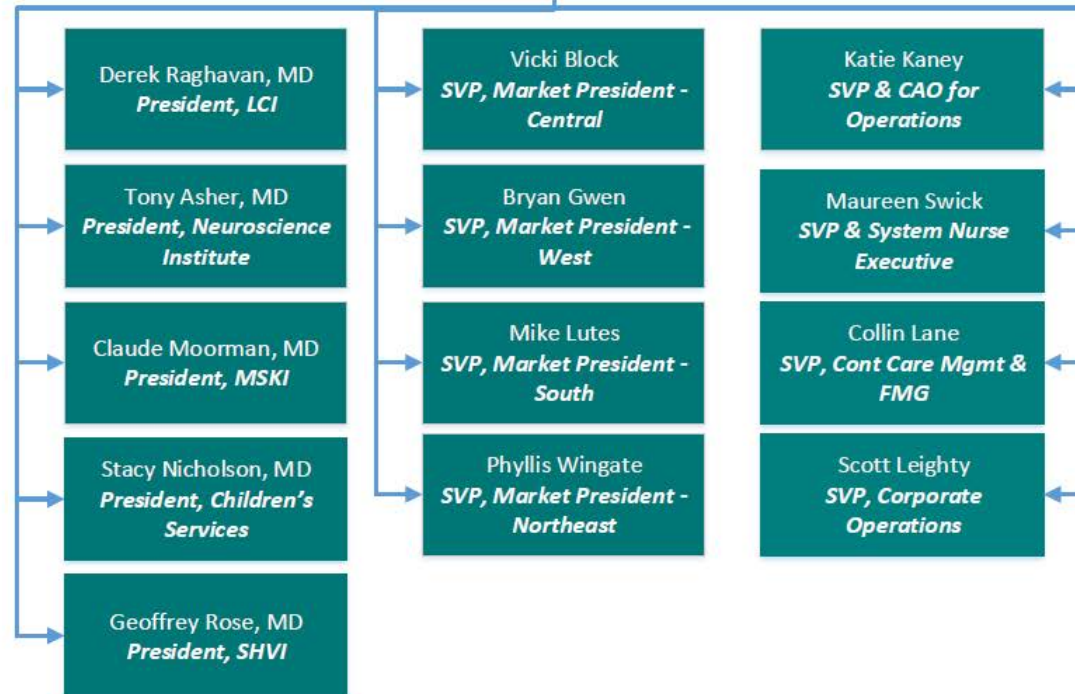 Derek Raghavan, MD
President, LCI
Tony Asher, MD
President, Neuroscience
Institute
Claude Moorman, MD
President, MSKI
Stacy Nicholson, MD
President, Children's
Services
Geoffrey Rose, MD
President, SHVI
Vicki Block
SVP, Market President -
Central
Bryan Gwen
SVP, Market President -
West
Mike Lutes
SVP, Market President -
South
Phyllis Wingate
SVP, Market President -
Northeast
Katie Kaney
SVP & CAO for
Operations
Maureen Swick
SVP & System Nurse
Executive
Collin Lane
SVP, Cont Care Mgmt &
FMG
Scott Leighty
SVP, Corporate
Operations